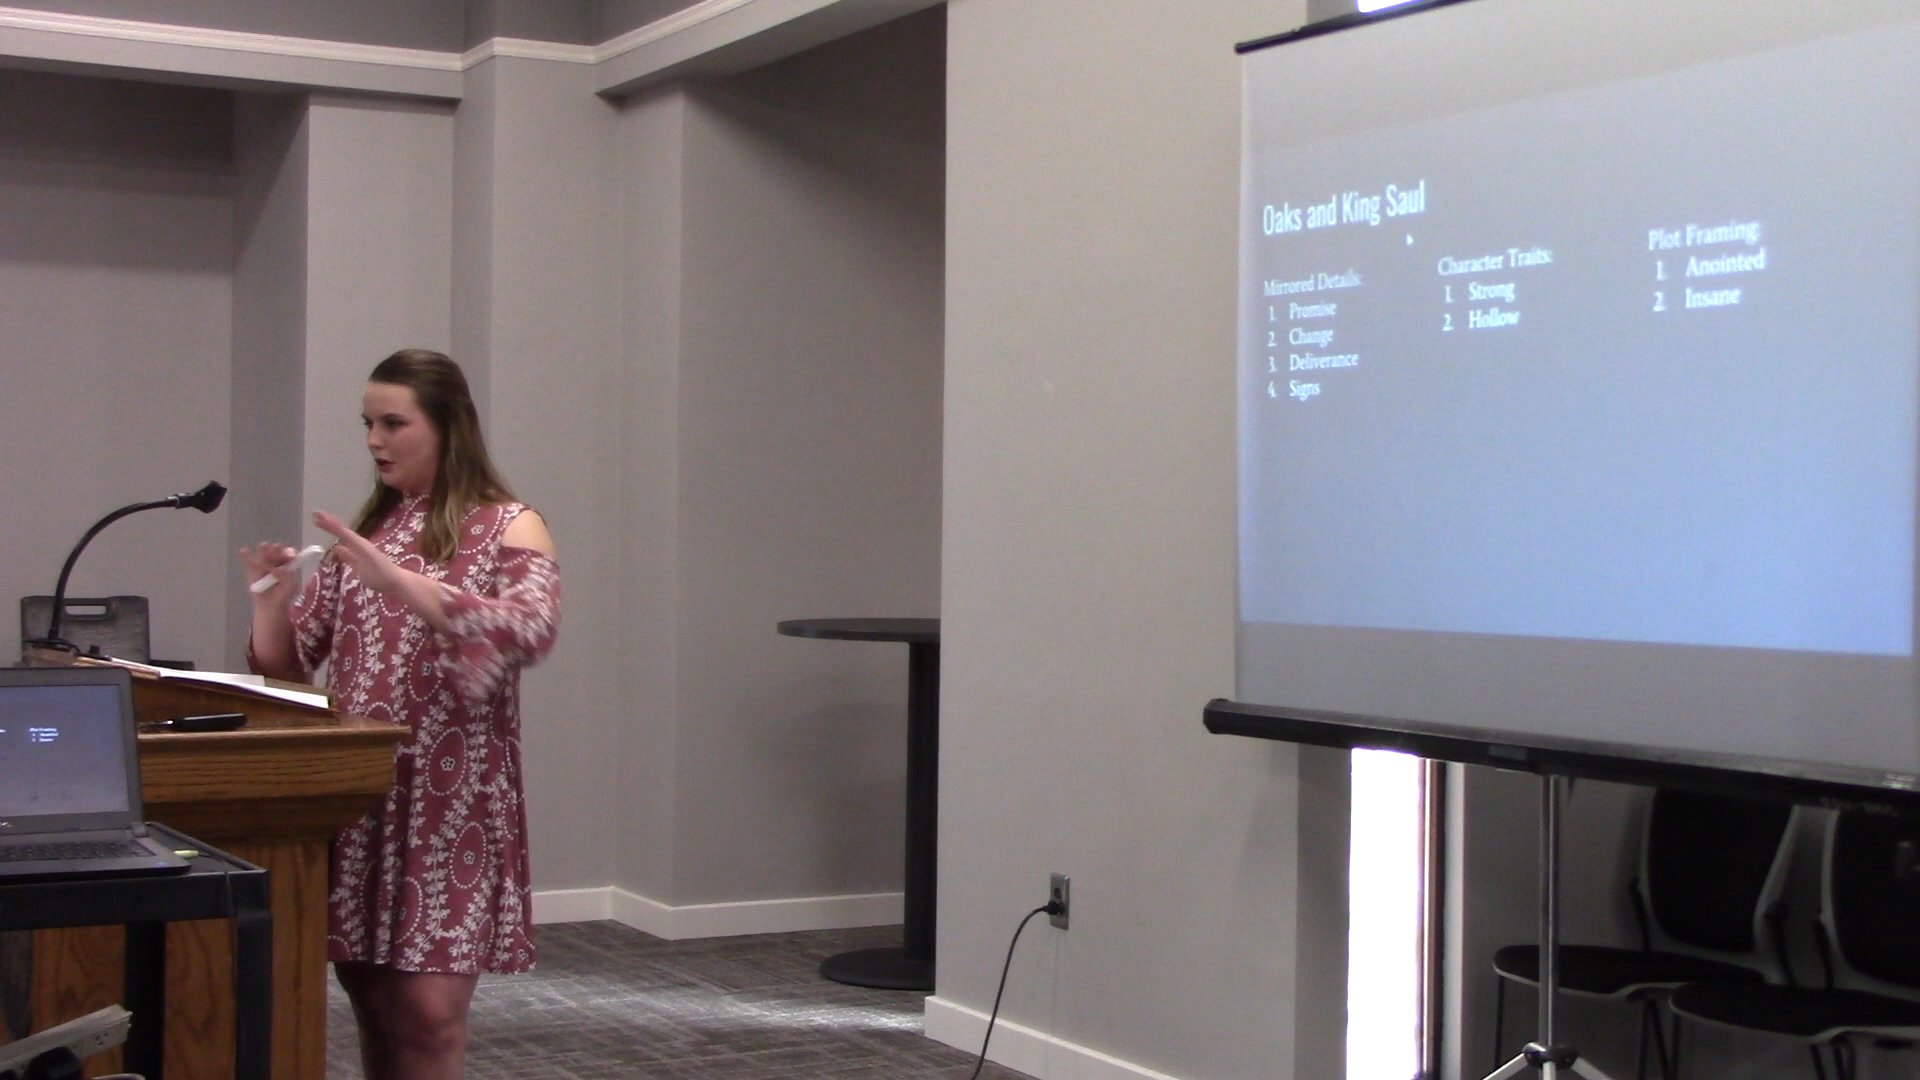 Oaks and King Saul
Mirrored Details:
1. Promise
2. Change
3. Deliverance
4. Signs
Character Traits:
1. Strong
2. Hollow
Plot Framing:
1. Anointed
2. Insane